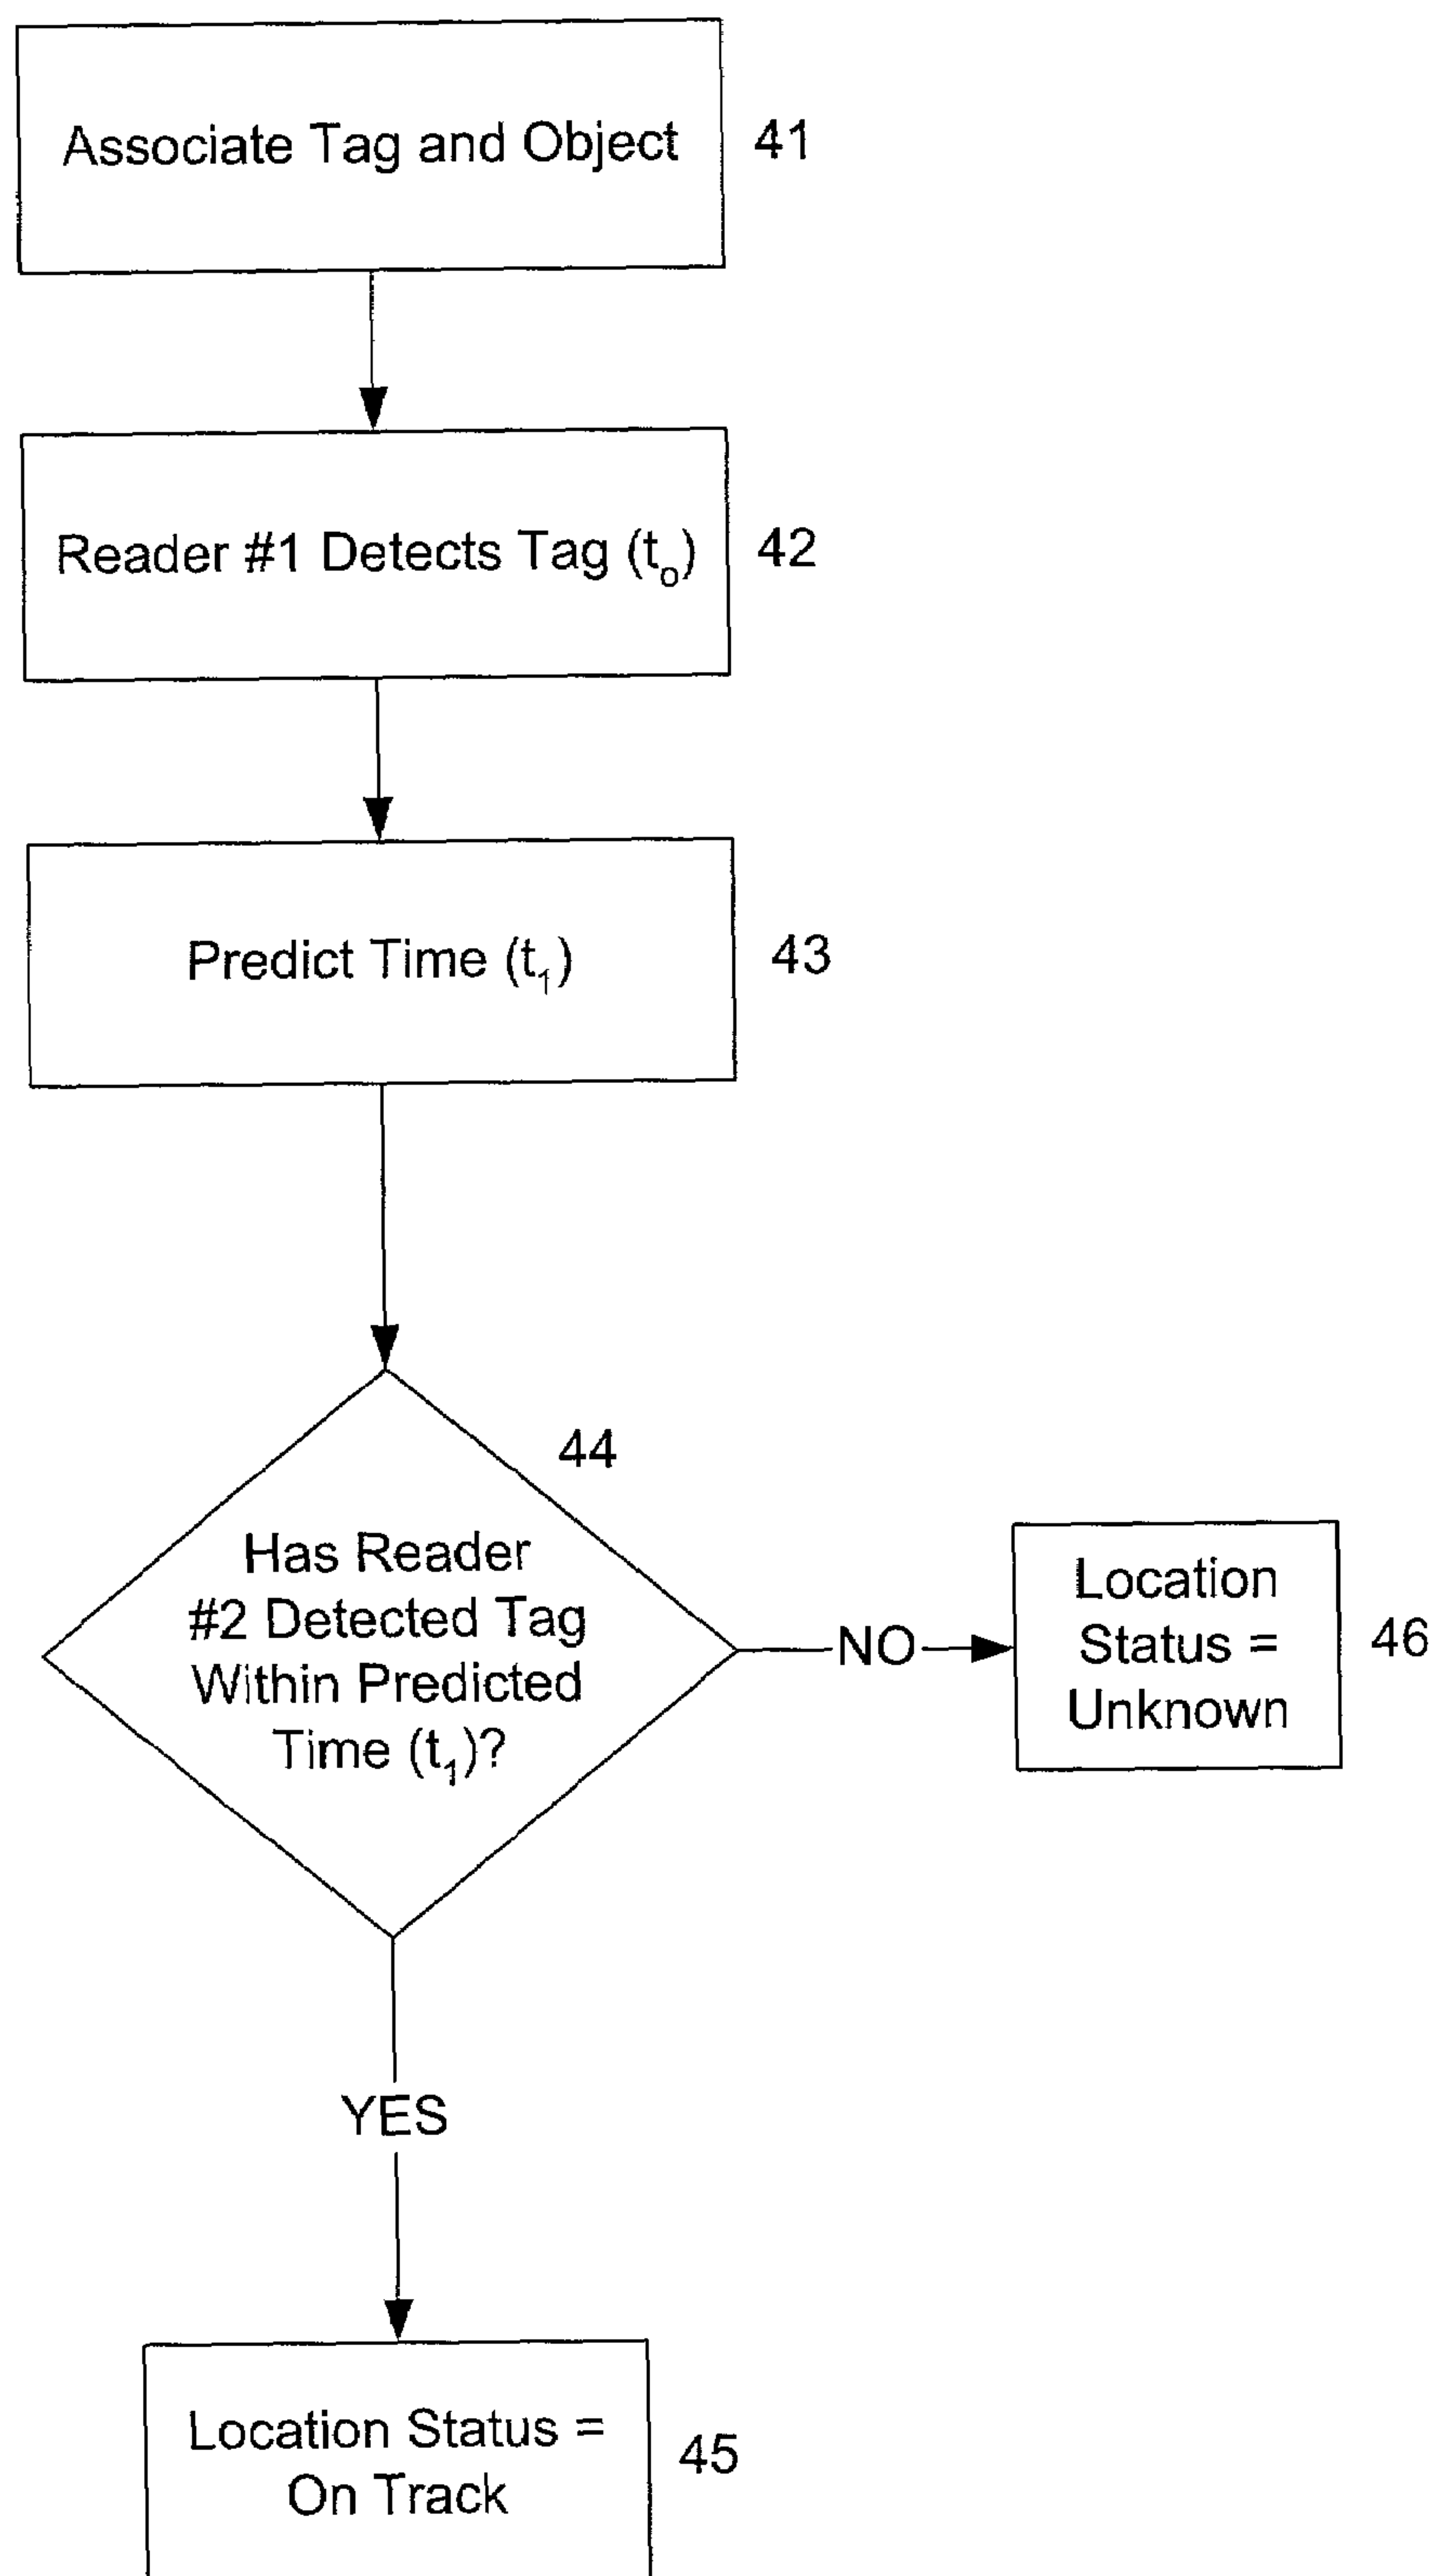 Associate Tag and Object
41
Reader #1 Detects Tag (t₀)
42
Predict Time (t₁)
43
44
Has Reader
#2 Detected Tag
Within Predicted
Time (t₁)?
NO
Location
Status =
Unknown
46
YES
Location Status =
On Track
45